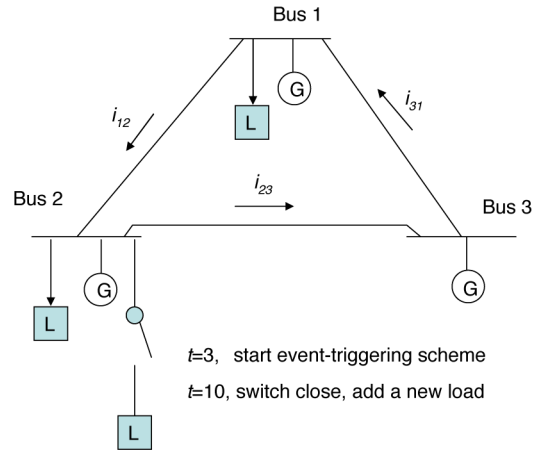 Bus 1
G
i12
i31
L
Bus 2
i23
Bus 3
G
G
L
t=3, start event-triggering scheme
t=10, switch close, add a new load
L